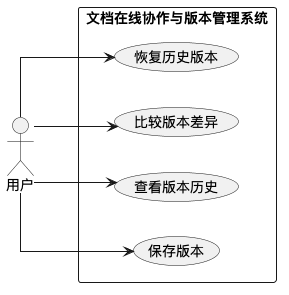 文档在线协作与版本管理系统
恢复历史版本
比较版本差异
用户
查看版本历史
保存版本